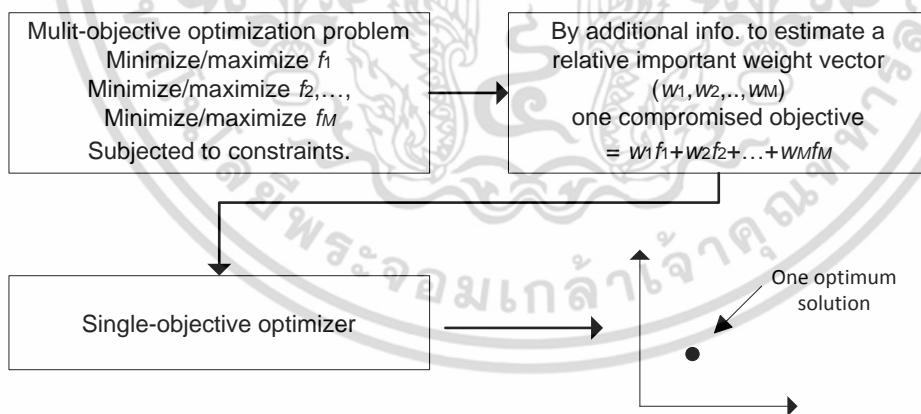 Mulit-objective optimization problem
Minimize/maximize f1
Minimize/maximize f2,…,
Minimize/maximize fM
Subjected to constraints.
By additional info. to estimate a
relative important weight vector
(w1,w2,..,wM)
one compromised objective
= w1f1+w2f2+…+wMfM
Single-objective optimizer
One optimum
solution